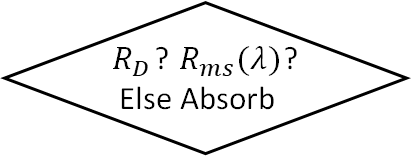 R_D ? R_ms(λ)?
Else Absorb